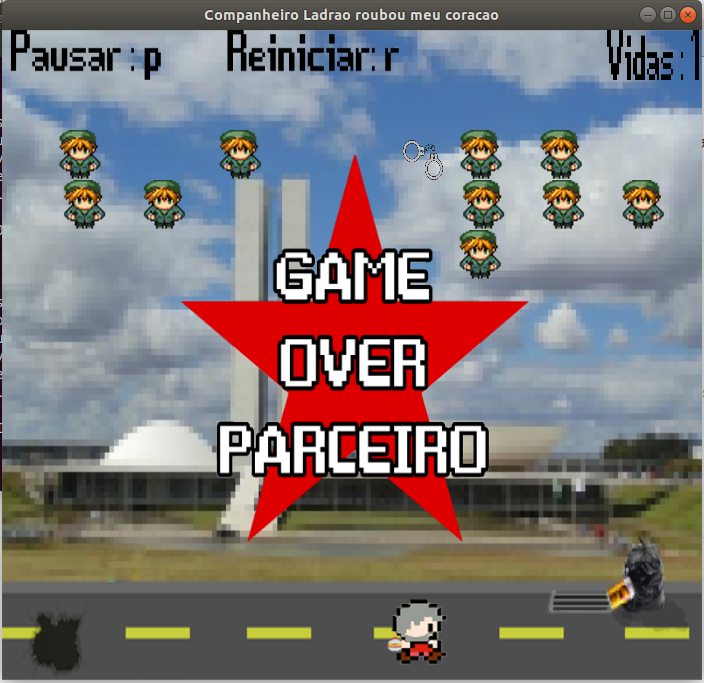 Companheiro Ladrao roubou meu coracao
Pausar:p Reiniciar:r Vidas:1
GAME
OVER
PARCEIRO